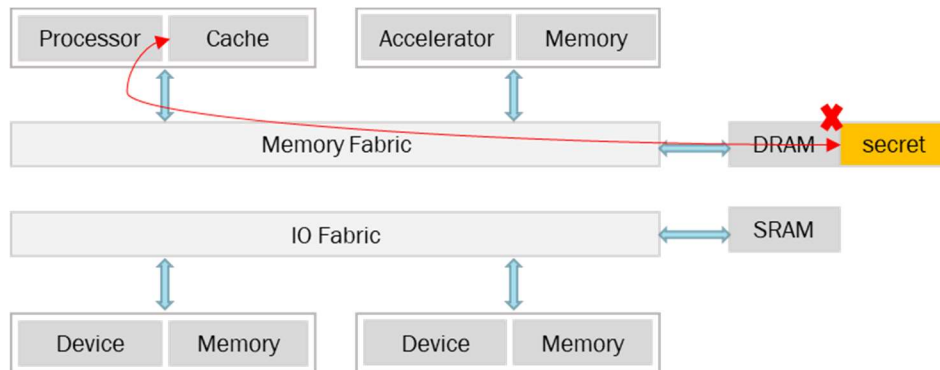 Processor Cache Accelerator Memory
Memory Fabric DRAM secret
IO Fabric SRAM
Device Memory Device Memory